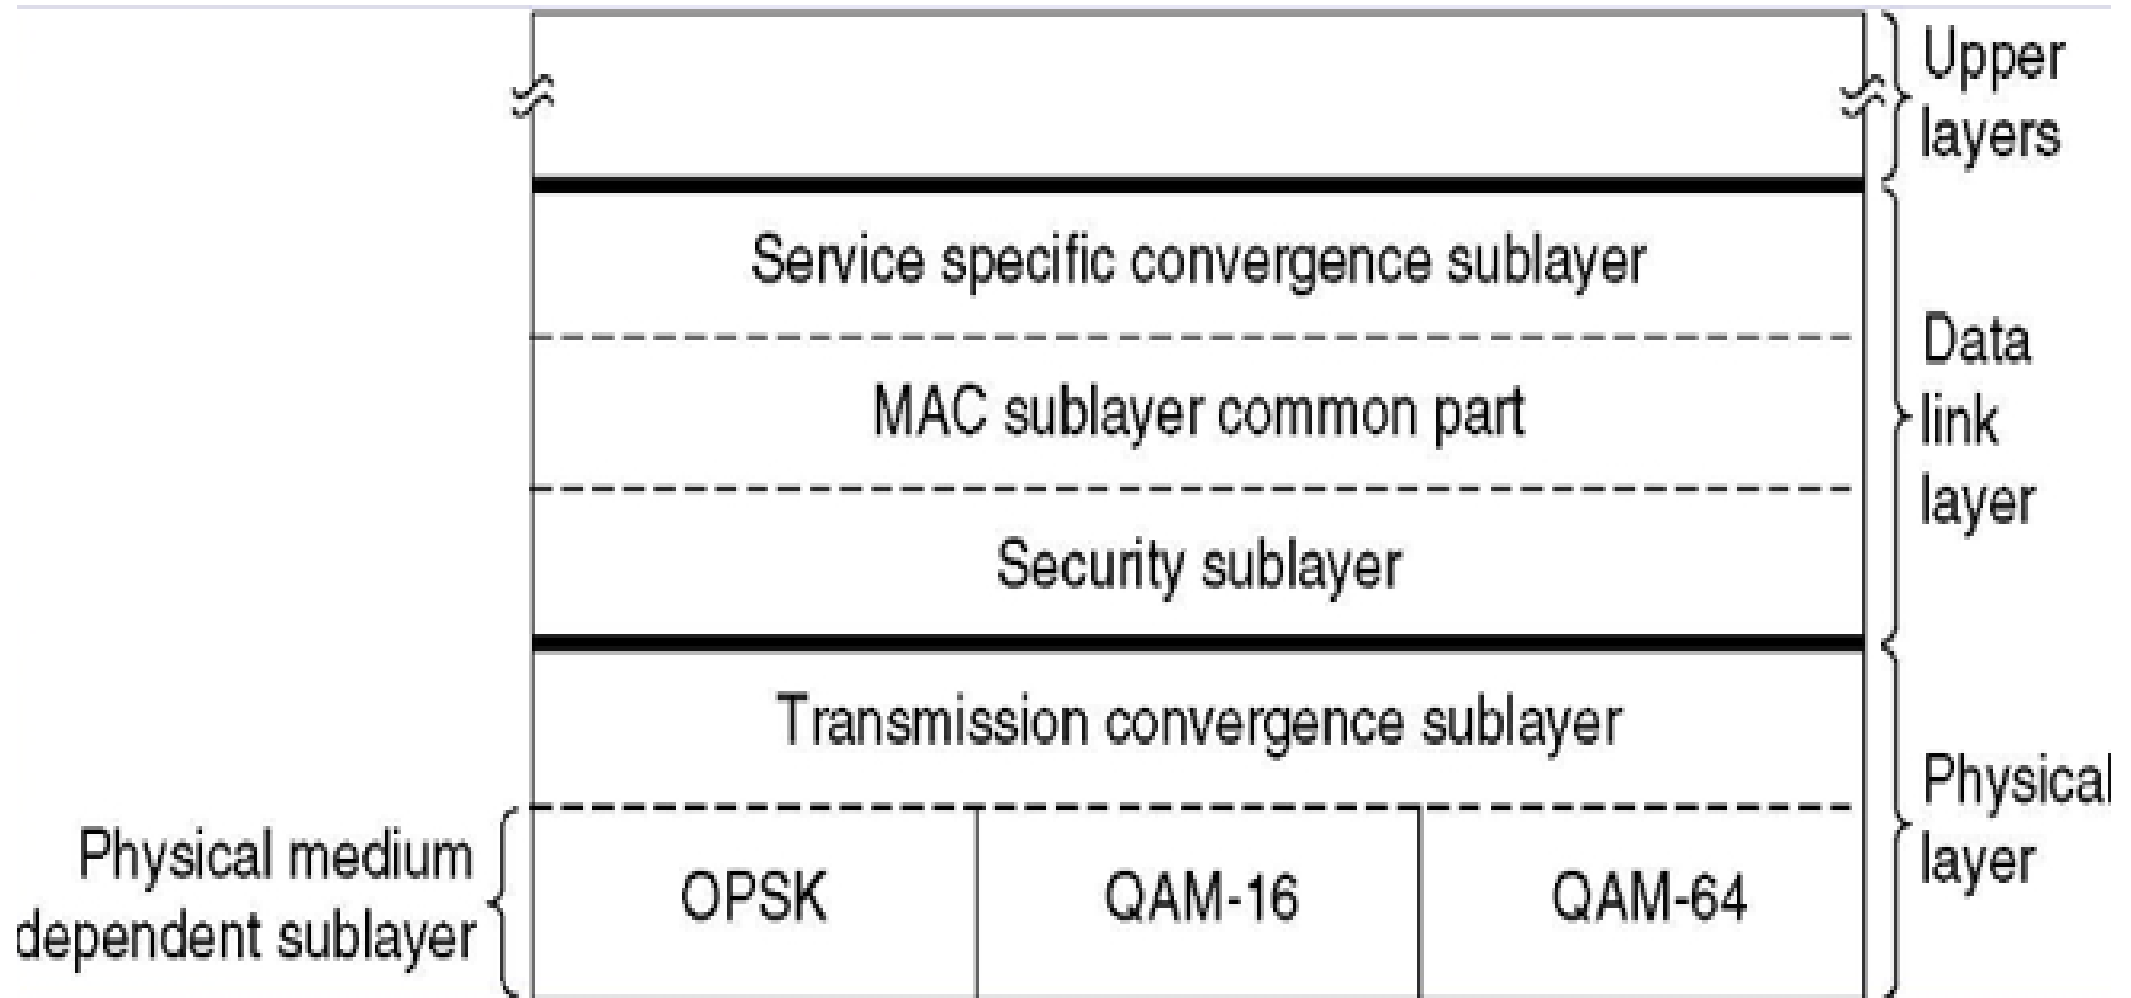 Upper
layers
Service specific convergence sublayer
MAC sublayer common part
Security sublayer
Data
link
layer
Transmission convergence sublayer
Physical
layer
Physical medium
dependent sublayer
OPSK
QAM-16
QAM-64